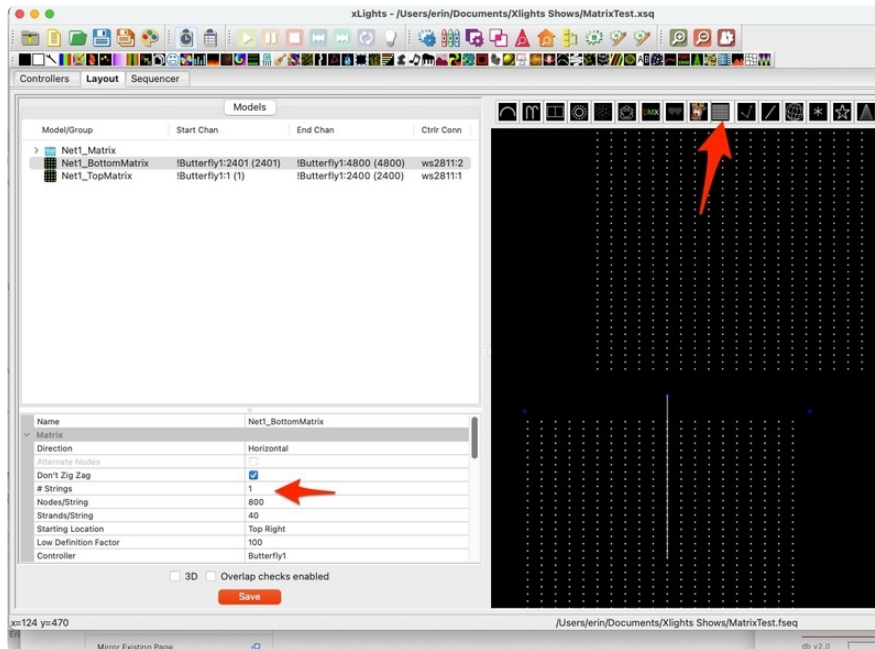 xLights - /Users/erin/Documents/Xlights Shows/MatrixTest.xsq
Controllers Layout Sequencer
Models
Model/Group Start Chan End Chan Ctrlr Conn
Net1_Matrix
Net1_BottomMatrix !Butterfly1:2401 (2401) !Butterfly1:4800 (4800) ws2811:2
Net1_TopMatrix !Butterfly1:1 (1) !Butterfly1:2400 (2400) ws2811:1
DMX
Name Net1_BottomMatrix
Matrix
Direction Horizontal
Alternate Nodes
Don't Zig Zag
# Strings 1
Nodes/String 800
Strands/String 40
Starting Location Top Right
Low Definition Factor 100
Controller Butterfly1
3D Overlap checks enabled
Save
x=124 y=470 /Users/erin/Documents/Xlights Shows/MatrixTest.fseq
Mirror Existing Page db v2.0